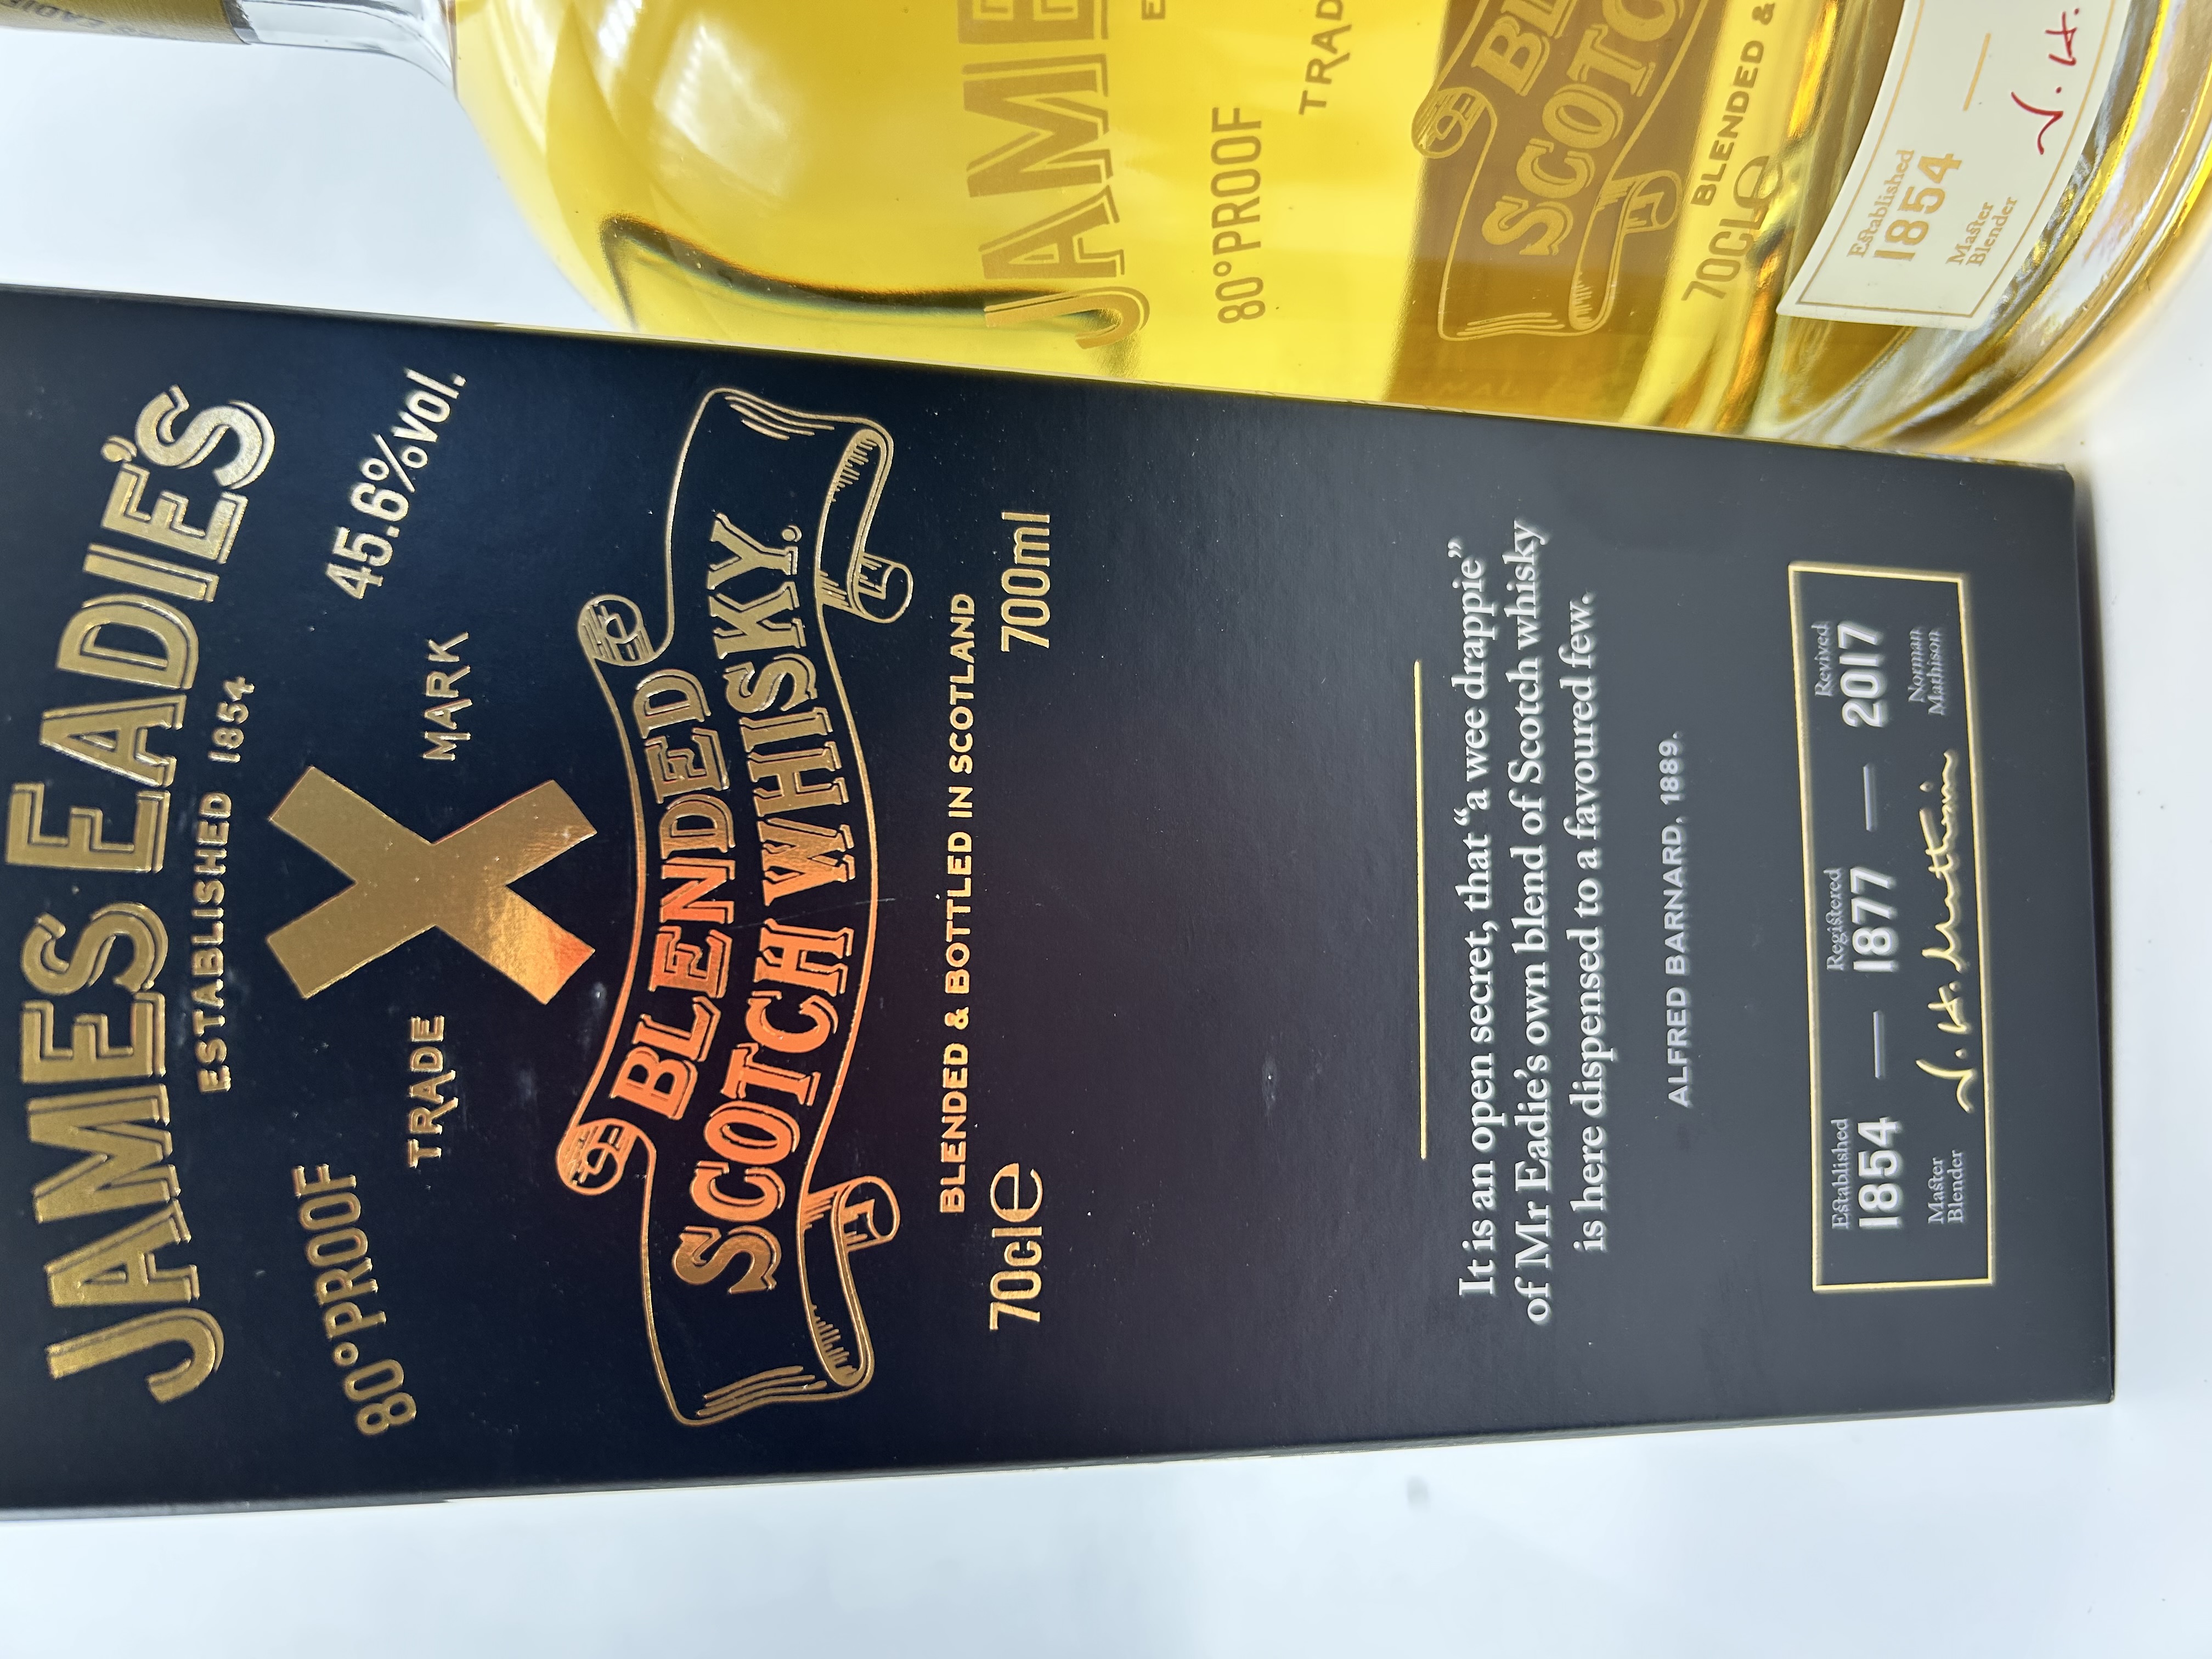 JAMES EADIE'S
ESTABLISHED 1854
80° PROOF
45.6%vol.
TRADE
MARK
BLENDED
SCOTCH WHISKY.
BLENDED & BOTTLED IN SCOTLAND
70cle
700ml
It is an open secret, that “a wee drappie”
of Mr Eadie's own blend of Scotch whisky
is here dispensed to a favoured few.
ALFRED BARNARD, 1889.
Established Registered Revived
1854 — 1877 — 2017
Master
Blender
Norman
Mathison
JAME
80° PROOF
TRAD
BL
SCOTC
BLENDED &
70cle
Established
1854 —
Master
Blender
J. H.